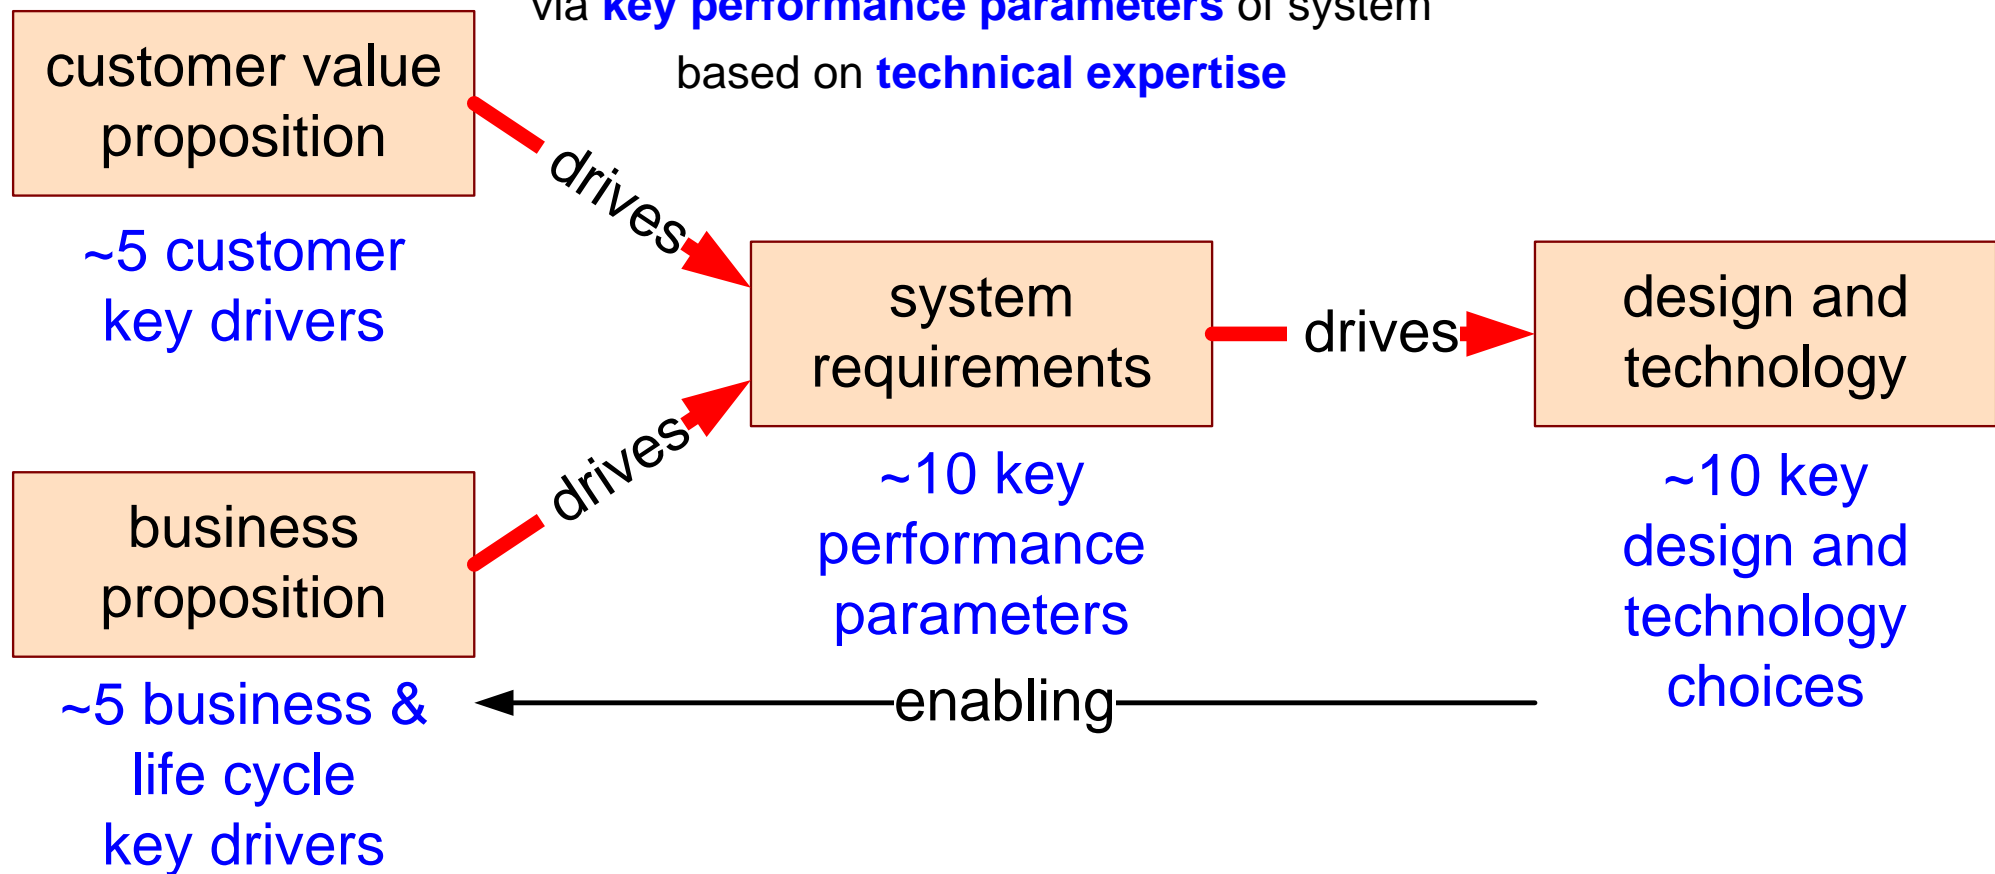 via key performance parameters of system
based on technical expertise
customer value
proposition
~5 customer
key drivers
drives
business
proposition
~5 business &
life cycle
key drivers
drives
system
requirements
~10 key
performance
parameters
drives
design and
technology
~10 key
design and
technology
choices
enabling